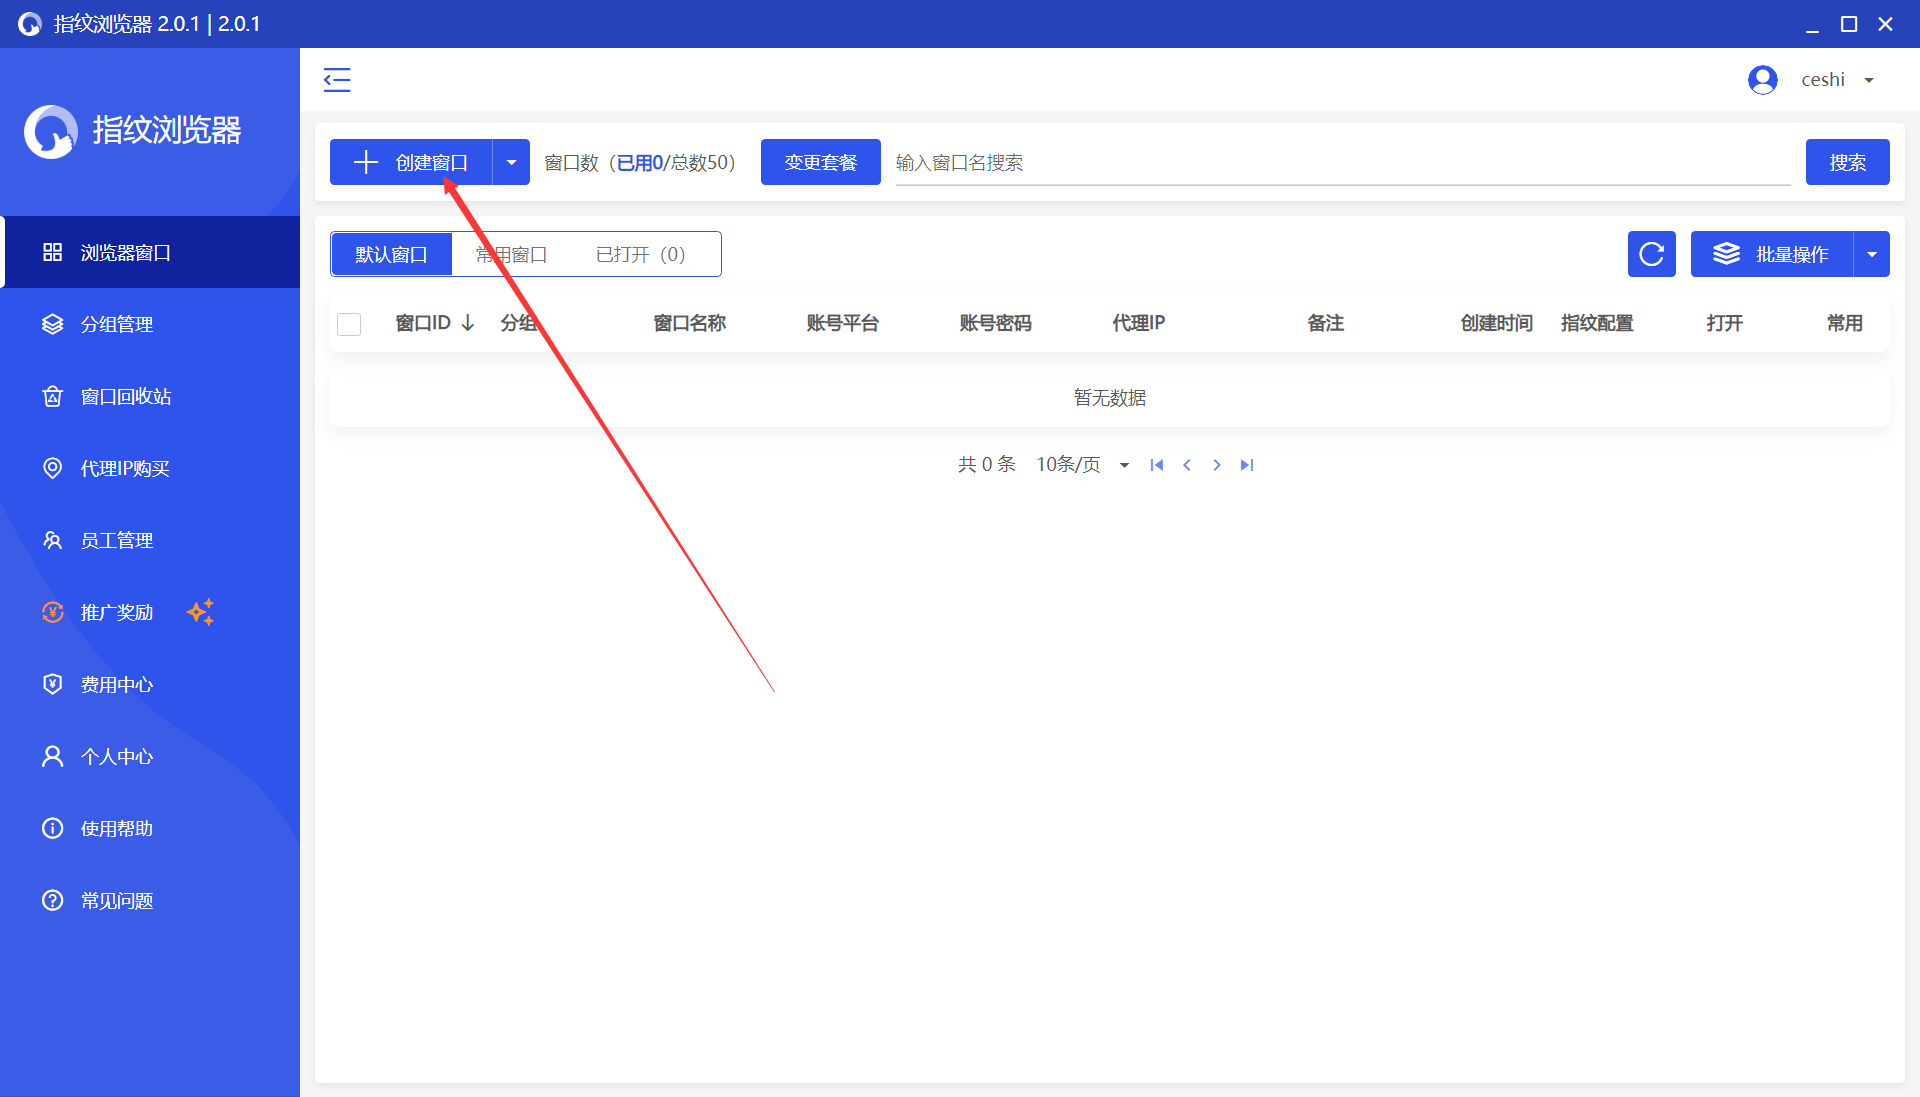 指纹浏览器 2.0.1 | 2.0.1
指纹浏览器
ceshi
创建窗口
窗口数（已用0/总数50）
变更套餐
输入窗口名搜索
搜索
浏览器窗口
分组管理
窗口回收站
代理IP购买
员工管理
推广奖励
费用中心
个人中心
使用帮助
常见问题
默认窗口
常用窗口
已打开（0）
批量操作
窗口ID
分组
窗口名称
账号平台
账号密码
代理IP
备注
创建时间
指纹配置
打开
常用
暂无数据
共 0 条
10条/页